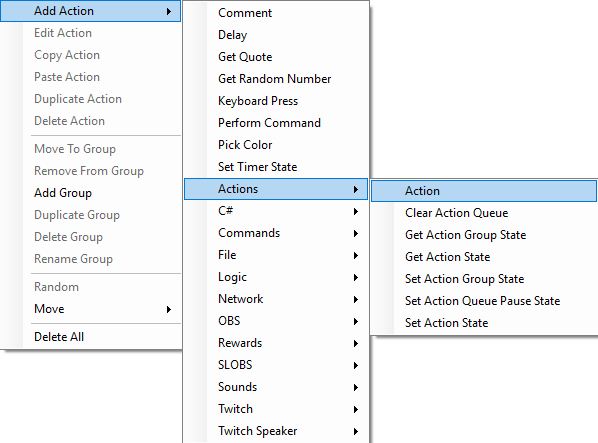 Add Action
Edit Action
Copy Action
Paste Action
Duplicate Action
Delete Action
Move To Group
Remove From Group
Add Group
Duplicate Group
Delete Group
Rename Group
Random
Move
Delete All
Comment
Delay
Get Quote
Get Random Number
Keyboard Press
Perform Command
Pick Color
Set Timer State
Actions
C#
Commands
File
Logic
Network
OBS
Rewards
SLOBS
Sounds
Twitch
Twitch Speaker
Action
Clear Action Queue
Get Action Group State
Get Action State
Set Action Group State
Set Action Queue Pause State
Set Action State